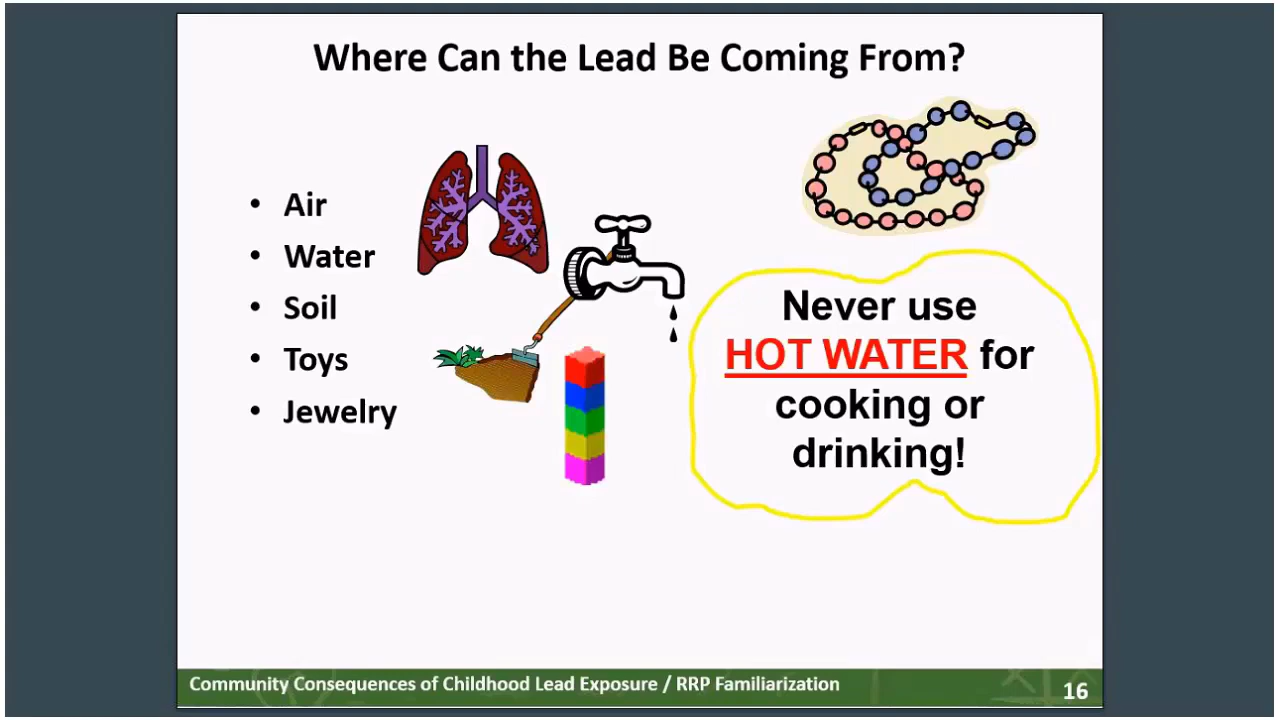 Where Can the Lead Be Coming From?
• Air
• Water
• Soil
• Toys
• Jewelry
Never use
HOT WATER for
cooking or
drinking!
Community Consequences of Childhood Lead Exposure / RRP Familiarization
16